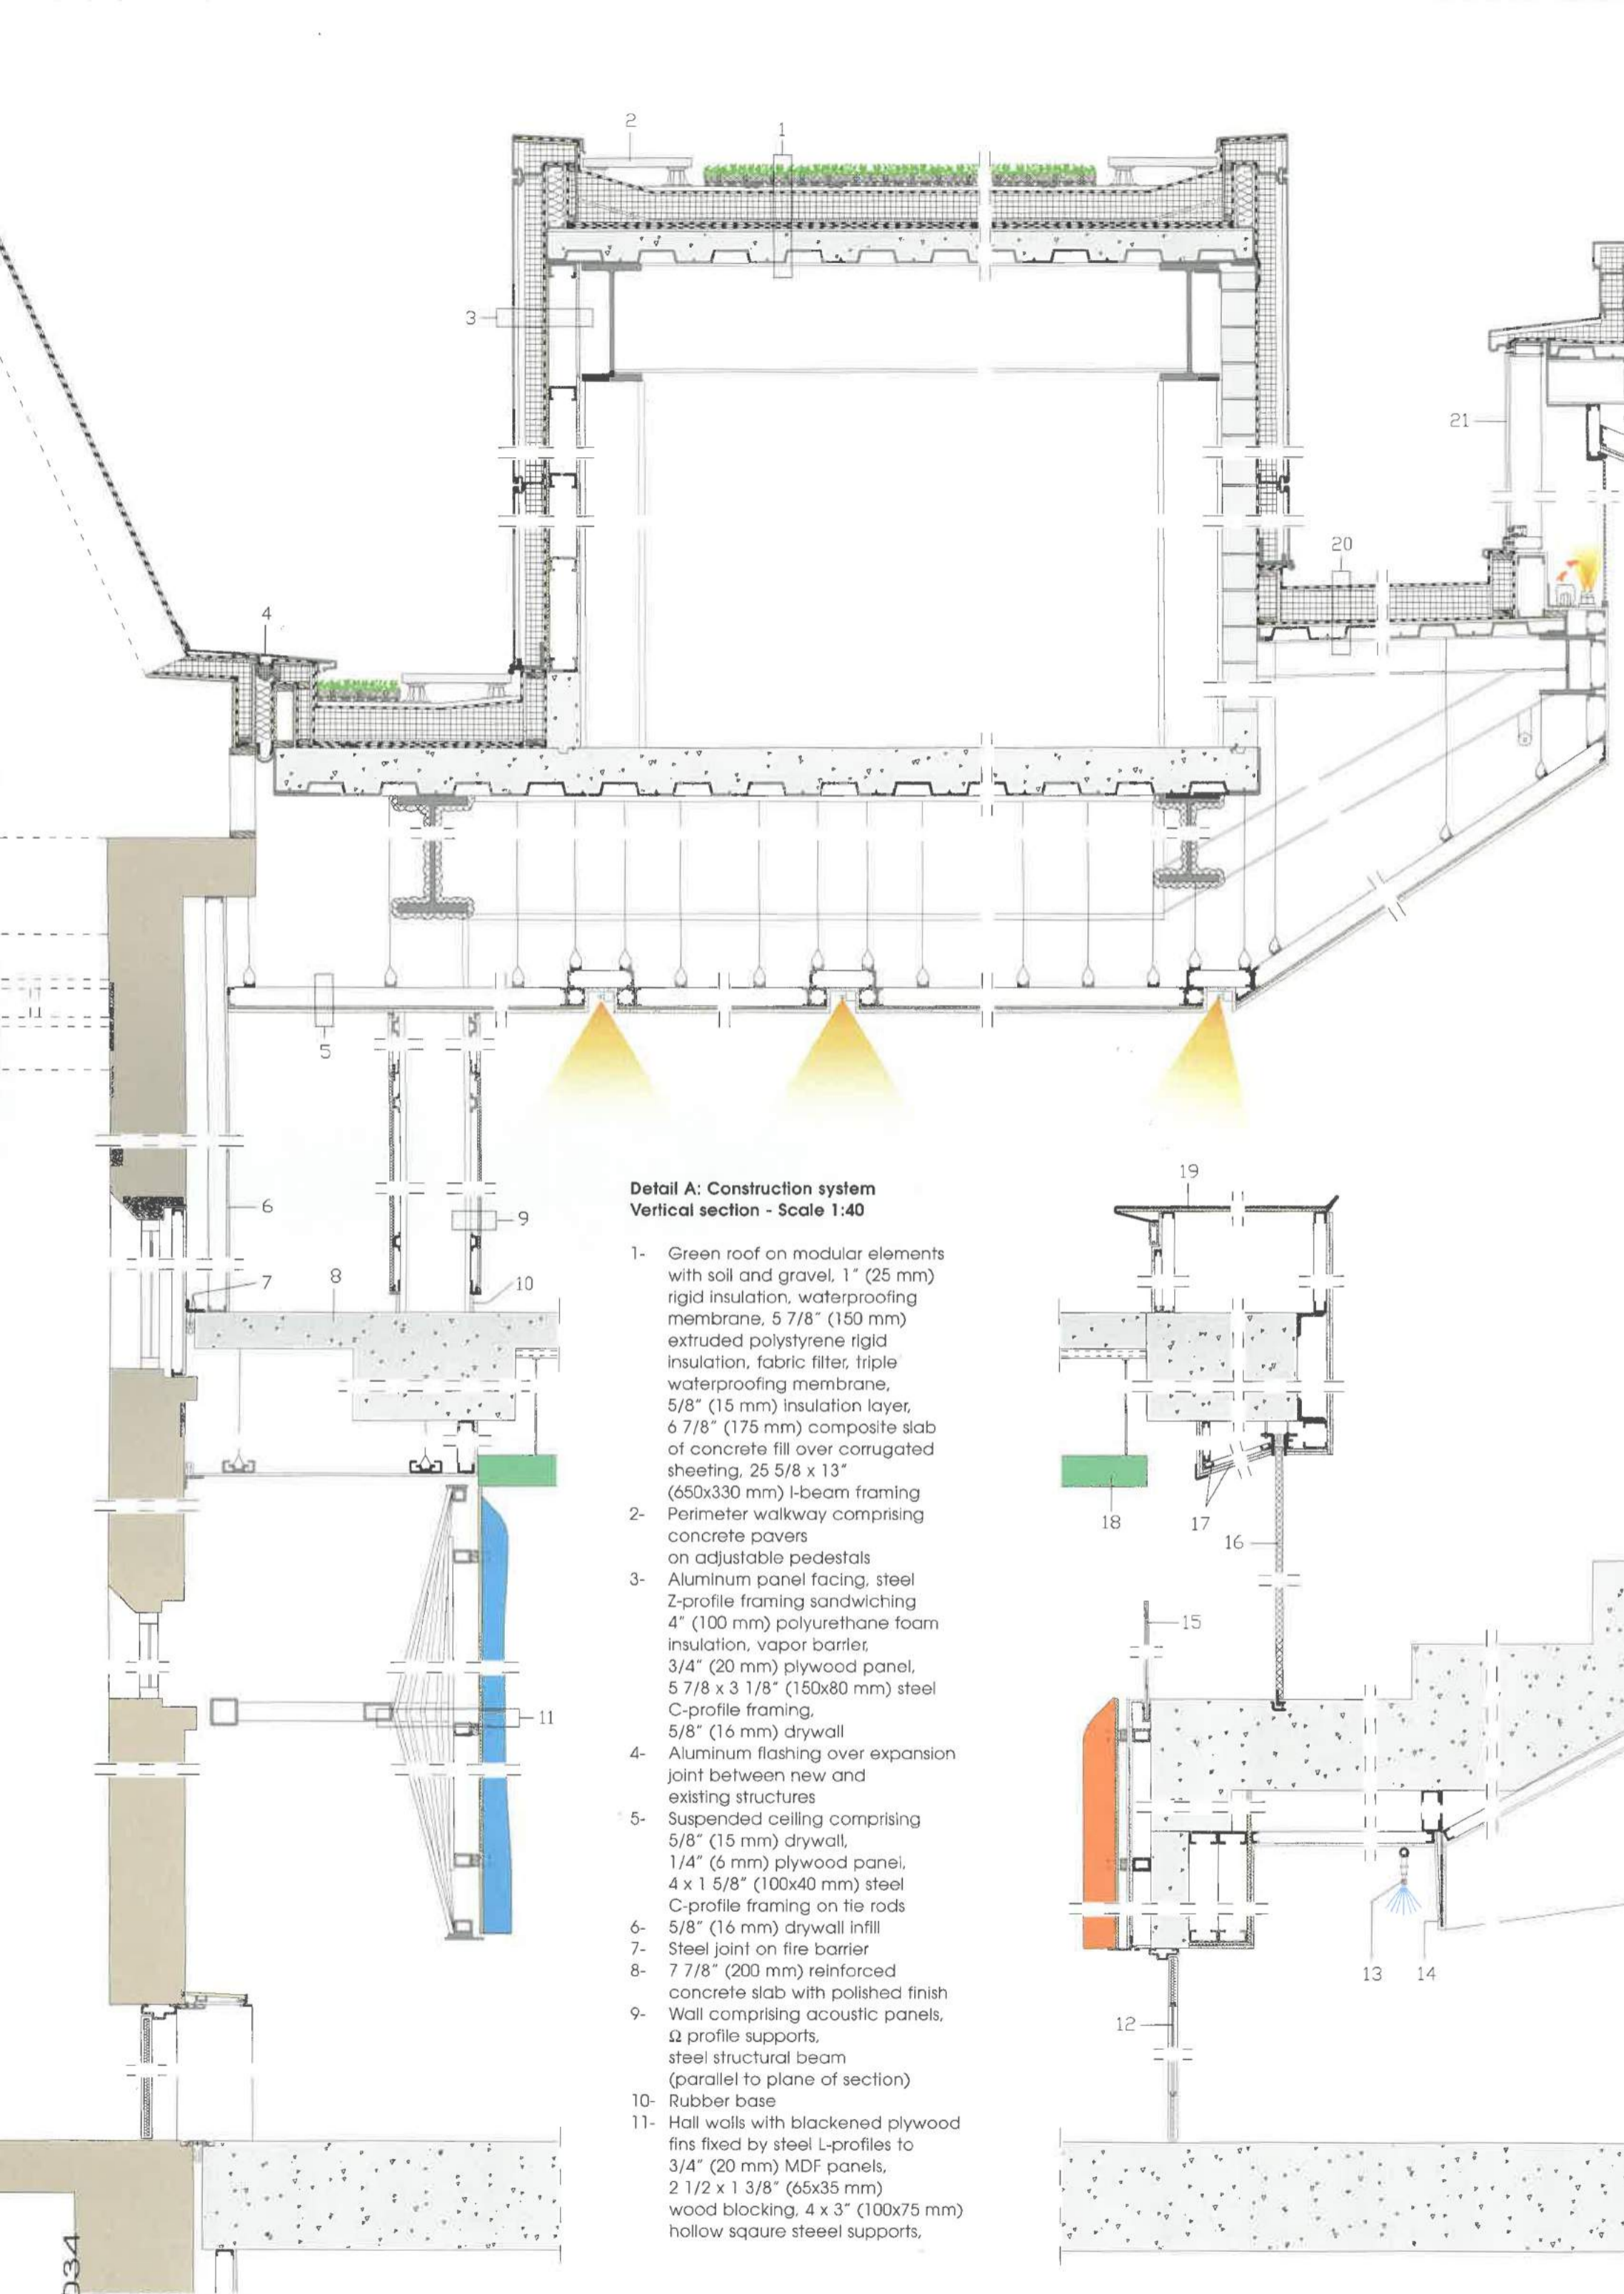 2
1
3
21
20
4
5
6
9
7
8
10
19
Detail A: Construction system
Vertical section - Scale 1:40
1- Green roof on modular elements
with soil and gravel, 1" (25 mm)
rigid insulation, waterproofing
membrane, 5 7/8" (150 mm)
extruded polystyrene rigid
insulation, fabric filter, triple
waterproofing membrane,
5/8" (15 mm) insulation layer,
6 7/8" (175 mm) composite slab
of concrete fill over corrugated
sheeting, 25 5/8 x 13"
(650x330 mm) I-beam framing
2- Perimeter walkway comprising
concrete pavers
on adjustable pedestals
3- Aluminum panel facing, steel
Z-profile framing sandwiching
4" (100 mm) polyurethane foam
insulation, vapor barrier,
3/4" (20 mm) plywood panel,
5 7/8 x 3 1/8" (150x80 mm) steel
C-profile framing,
5/8" (16 mm) drywall
4- Aluminum flashing over expansion
joint between new and
existing structures
5- Suspended ceiling comprising
5/8" (15 mm) drywall,
1/4" (6 mm) plywood panel,
4 x 1 5/8" (100x40 mm) steel
C-profile framing on tie rods
6- 5/8" (16 mm) drywall infill
7- Steel joint on fire barrier
8- 7 7/8" (200 mm) reinforced
concrete slab with polished finish
9- Wall comprising acoustic panels,
Ω profile supports,
steel structural beam
(parallel to plane of section)
10- Rubber base
11- Hall walls with blackened plywood
fins fixed by steel L-profiles to
3/4" (20 mm) MDF panels,
2 1/2 x 1 3/8" (65x35 mm)
wood blocking, 4 x 3" (100x75 mm)
hollow sqaure steeel supports,
18
17
16
15
11
13
14
12
034